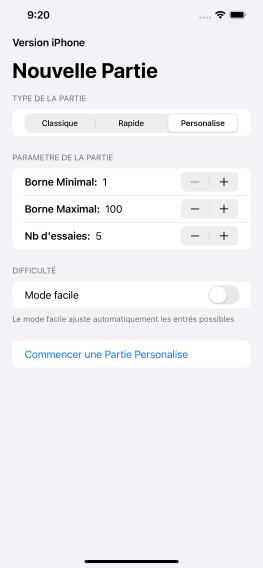 9:20
Version iPhone
Nouvelle Partie
TYPE DE LA PARTIE
Classique Rapide Personalise
PARAMETRE DE LA PARTIE
Borne Minimal: 1
Borne Maximal: 100
Nb d'essaies: 5
DIFFICULTÉ
Mode facile
Le mode facile ajuste automatiquement les entrés possibles
Commencer une Partie Personalise